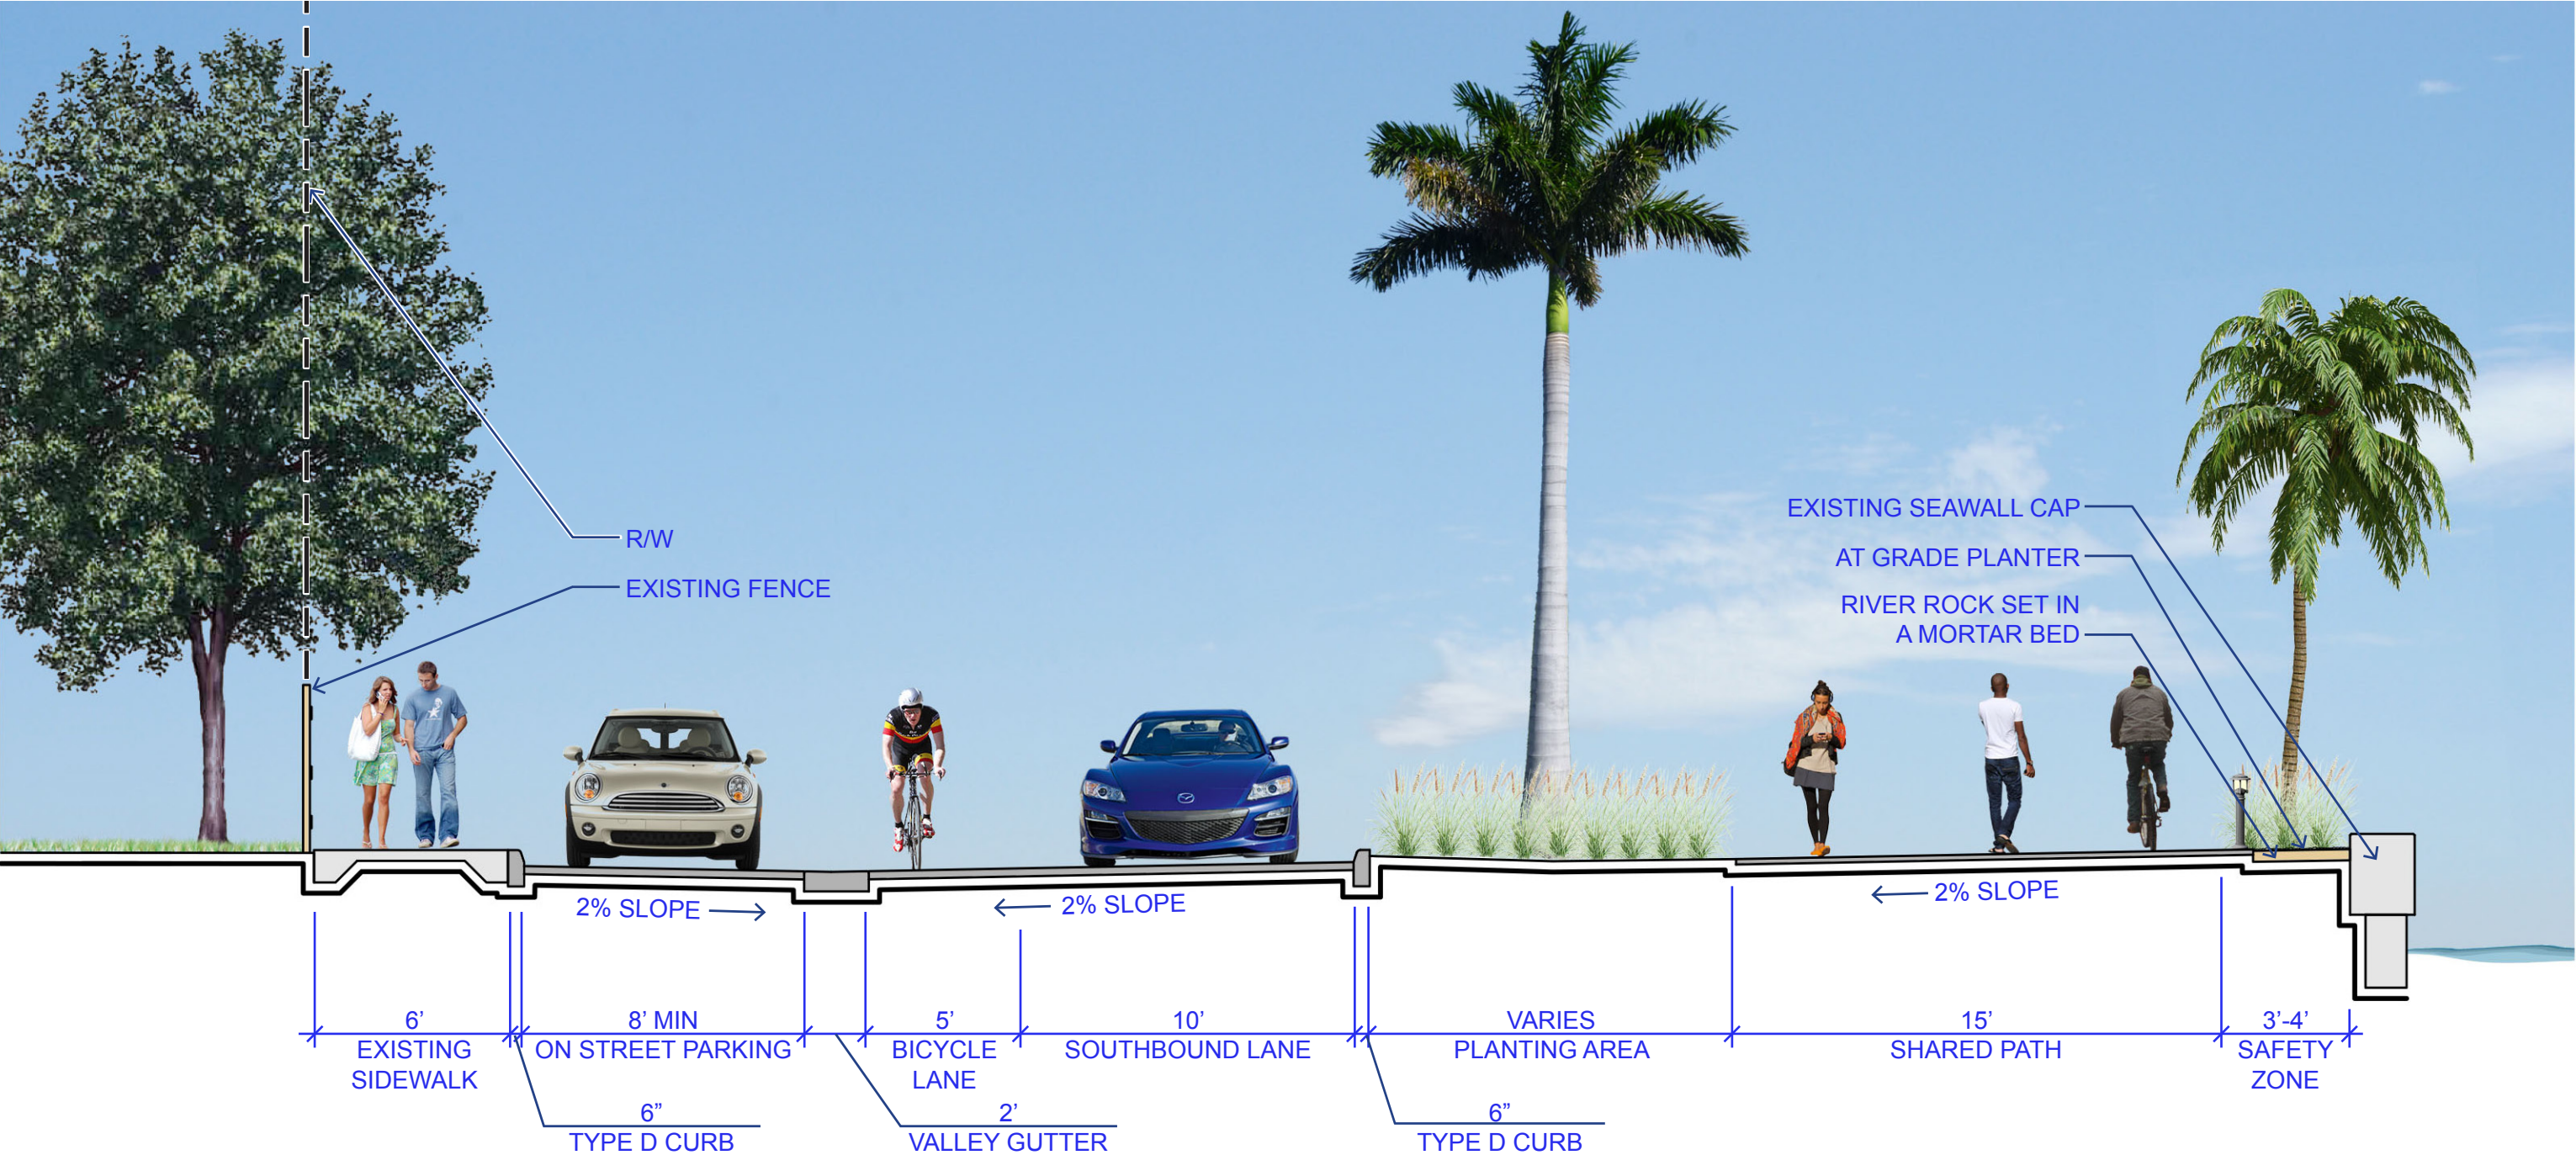 R/W
EXISTING FENCE
EXISTING SEAWALL CAP
AT GRADE PLANTER
RIVER ROCK SET IN
A MORTAR BED
2% SLOPE
2% SLOPE
2% SLOPE
6’
EXISTING
SIDEWALK
8’ MIN
ON STREET PARKING
5’
BICYCLE
LANE
10’
SOUTHBOUND LANE
VARIES
PLANTING AREA
15’
SHARED PATH
3’-4’
SAFETY
ZONE
6”
TYPE D CURB
2’
VALLEY GUTTER
6”
TYPE D CURB